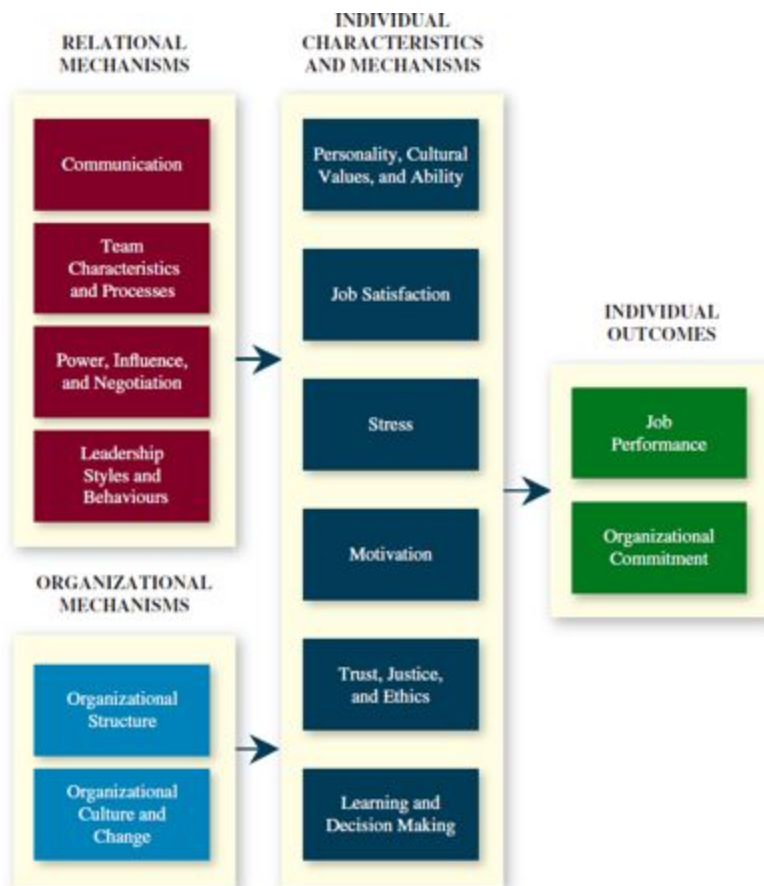 RELATIONAL
MECHANISMS
Communication
Team
Characteristics
and Processes
Power, Influence,
and Negotiation
Leadership
Styles and
Behaviours
ORGANIZATIONAL
MECHANISMS
Organizational
Structure
Organizational
Culture and
Change
INDIVIDUAL
CHARACTERISTICS
AND MECHANISMS
Personality, Cultural
Values, and Ability
Job Satisfaction
Stress
Motivation
Trust, Justice,
and Ethics
Learning and
Decision Making
INDIVIDUAL
OUTCOMES
Job
Performance
Organizational
Commitment